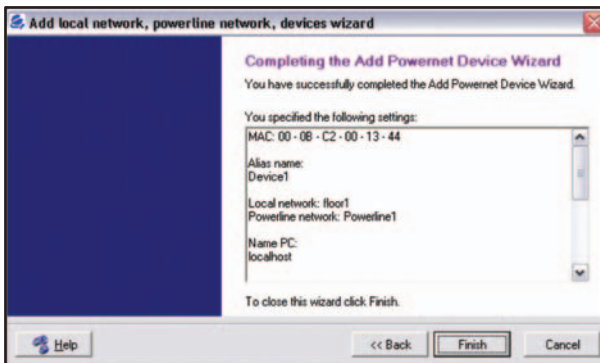 Add local network, powerline network, devices wizard
Completing the Add Powernet Device Wizard
You have successfully completed the Add Powernet Device Wizard.
You specified the following settings:
MAC: 00 - 0B - C2 - 00 - 13 - 44
Alias name:
Device1
Local network: floor1
Powerline network: Powerline1
Name PC:
localhost
To close this wizard click Finish.
Help
<< Back
Finish
Cancel